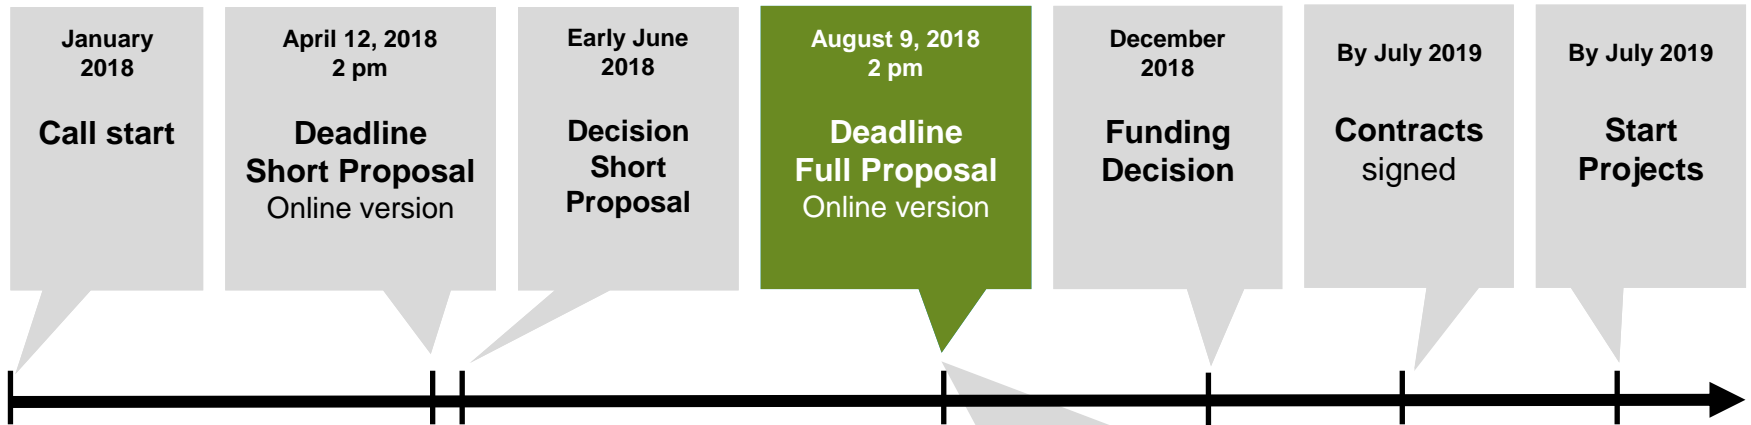 January
2018
Call start
April 12, 2018
2 pm
Deadline
Short Proposal
Online version
Early June
2018
Decision
Short
Proposal
August 9, 2018
2 pm
Deadline
Full Proposal
Online version
December
2018
Funding
Decision
By July 2019
Contracts
signed
By July 2019
Start
Projects